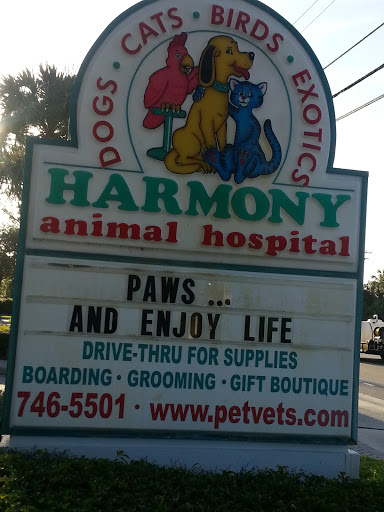 DOGS · CATS · BIRDS · EXOTICS
HARMONY
animal hospital
PAWS ...
AND ENJOY LIFE
DRIVE-THRU FOR SUPPLIES
BOARDING · GROOMING · GIFT BOUTIQUE
746-5501 · www.petvets.com